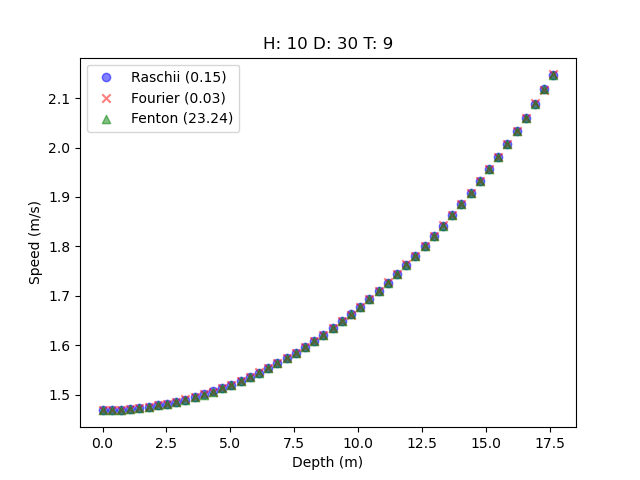 H: 10 D: 30 T: 9
Raschii (0.15)
Fourier (0.03)
Fenton (23.24)
Speed (m/s)
2.1
2.0
1.9
1.8
1.7
1.6
1.5
0.0 2.5 5.0 7.5 10.0 12.5 15.0 17.5
Depth (m)